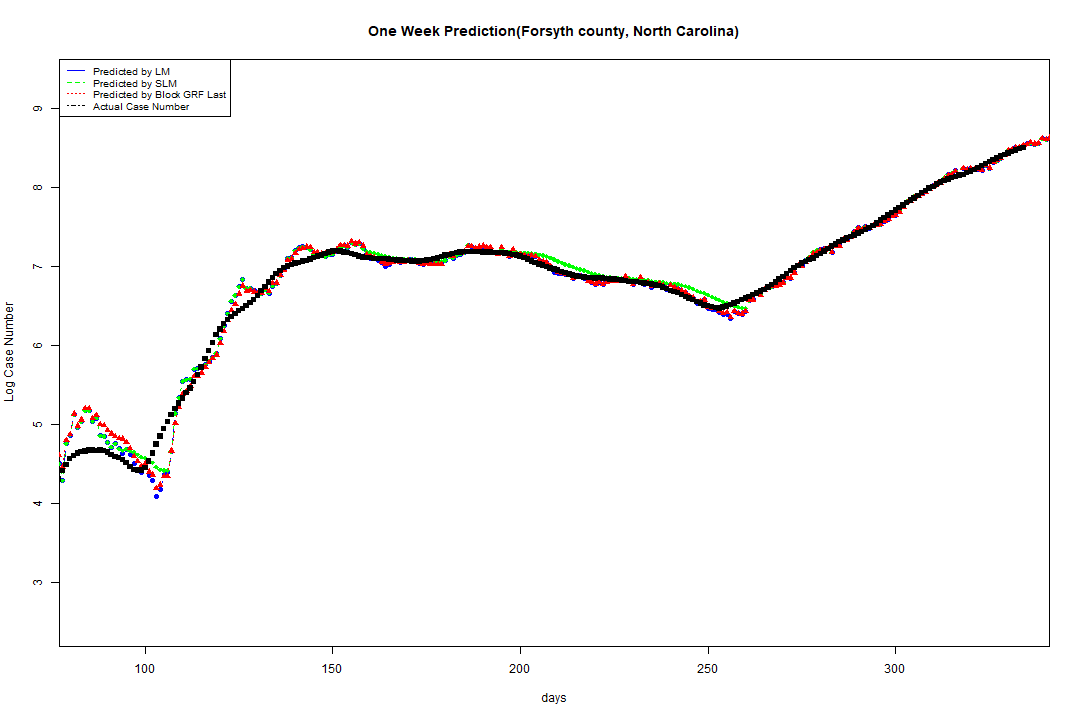 One Week Prediction(Forsyth county, North Carolina)
Predicted by LM
Predicted by SLM
Predicted by Block GRF Last
Actual Case Number
9
8
7
6
5
4
3
Log Case Number
100 150 200 250 300
days